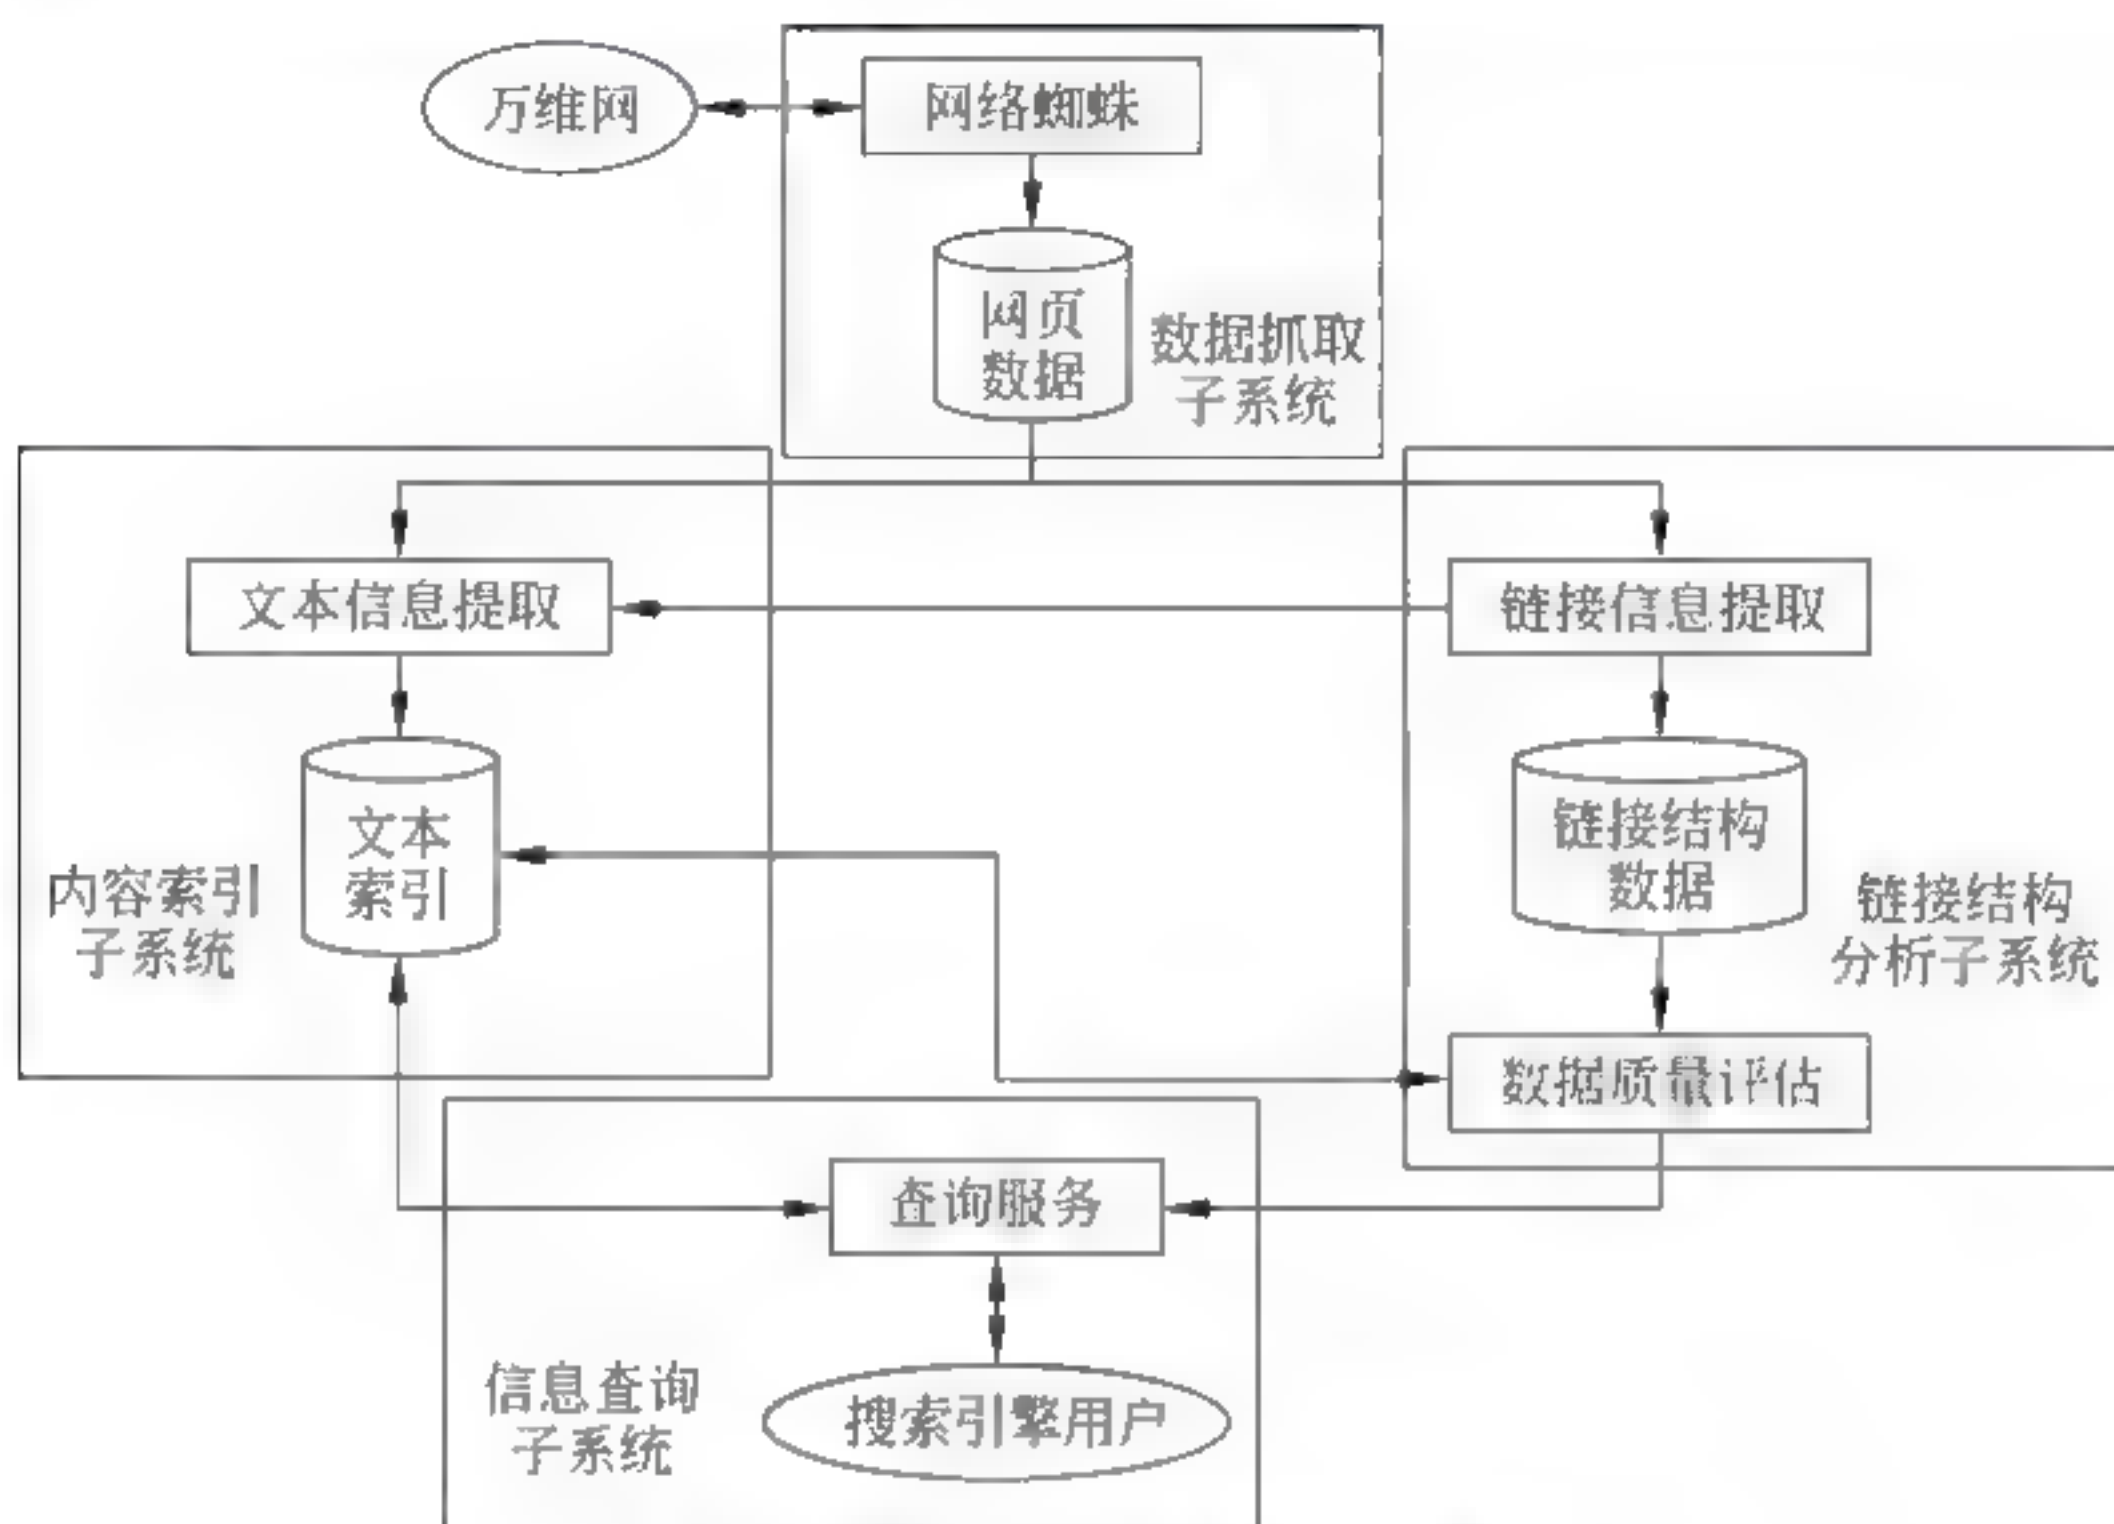 万维网
网络蜘蛛
网页
数据
数据抓取
子系统
文本信息提取
链接信息提取
文本
索引
内容索引
子系统
链接结构
数据
链接结构
分析子系统
数据质量评估
查询服务
信息查询
子系统
搜索引擎用户